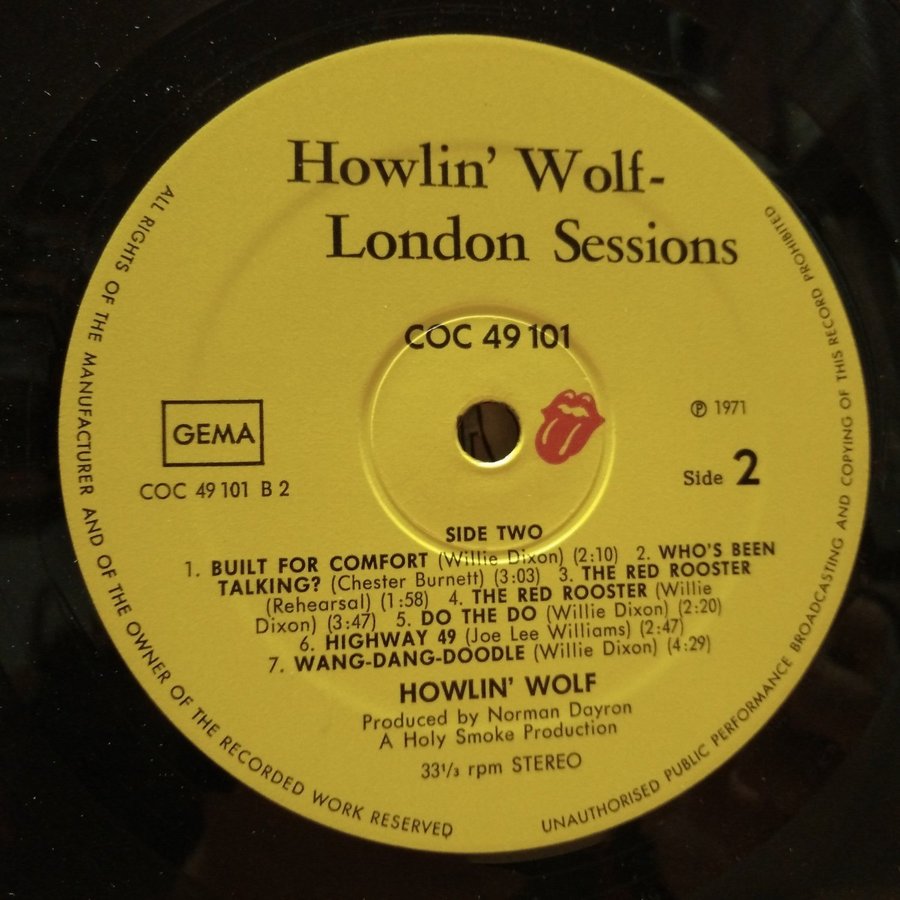 Howlin' Wolf-
London Sessions
COC 49 101
GEMA
COC 49 101 B 2
℗ 1971
Side 2
SIDE TWO
1. BUILT FOR COMFORT (Willie Dixon) (2:10) 2. WHO'S BEEN
TALKING? (Chester Burnett) (3:03) 3. THE RED ROOSTER
(Rehearsal) (1:58) 4. THE RED ROOSTER (Willie
Dixon) (3:47) 5. DO THE DO (Willie Dixon) (2:20)
6. HIGHWAY 49 (Joe Lee Williams) (2:47)
7. WANG-DANG-DOODLE (Willie Dixon) (4:29)
HOWLIN' WOLF
Produced by Norman Dayron
A Holy Smoke Production
33 1/3 rpm STEREO
ALL RIGHTS OF THE MANUFACTURER AND OF THE OWNER OF THE RECORDED WORK RESERVED
UNAUTHORISED PUBLIC PERFORMANCE BROADCASTING AND COPYING OF THIS RECORD PROHIBITED